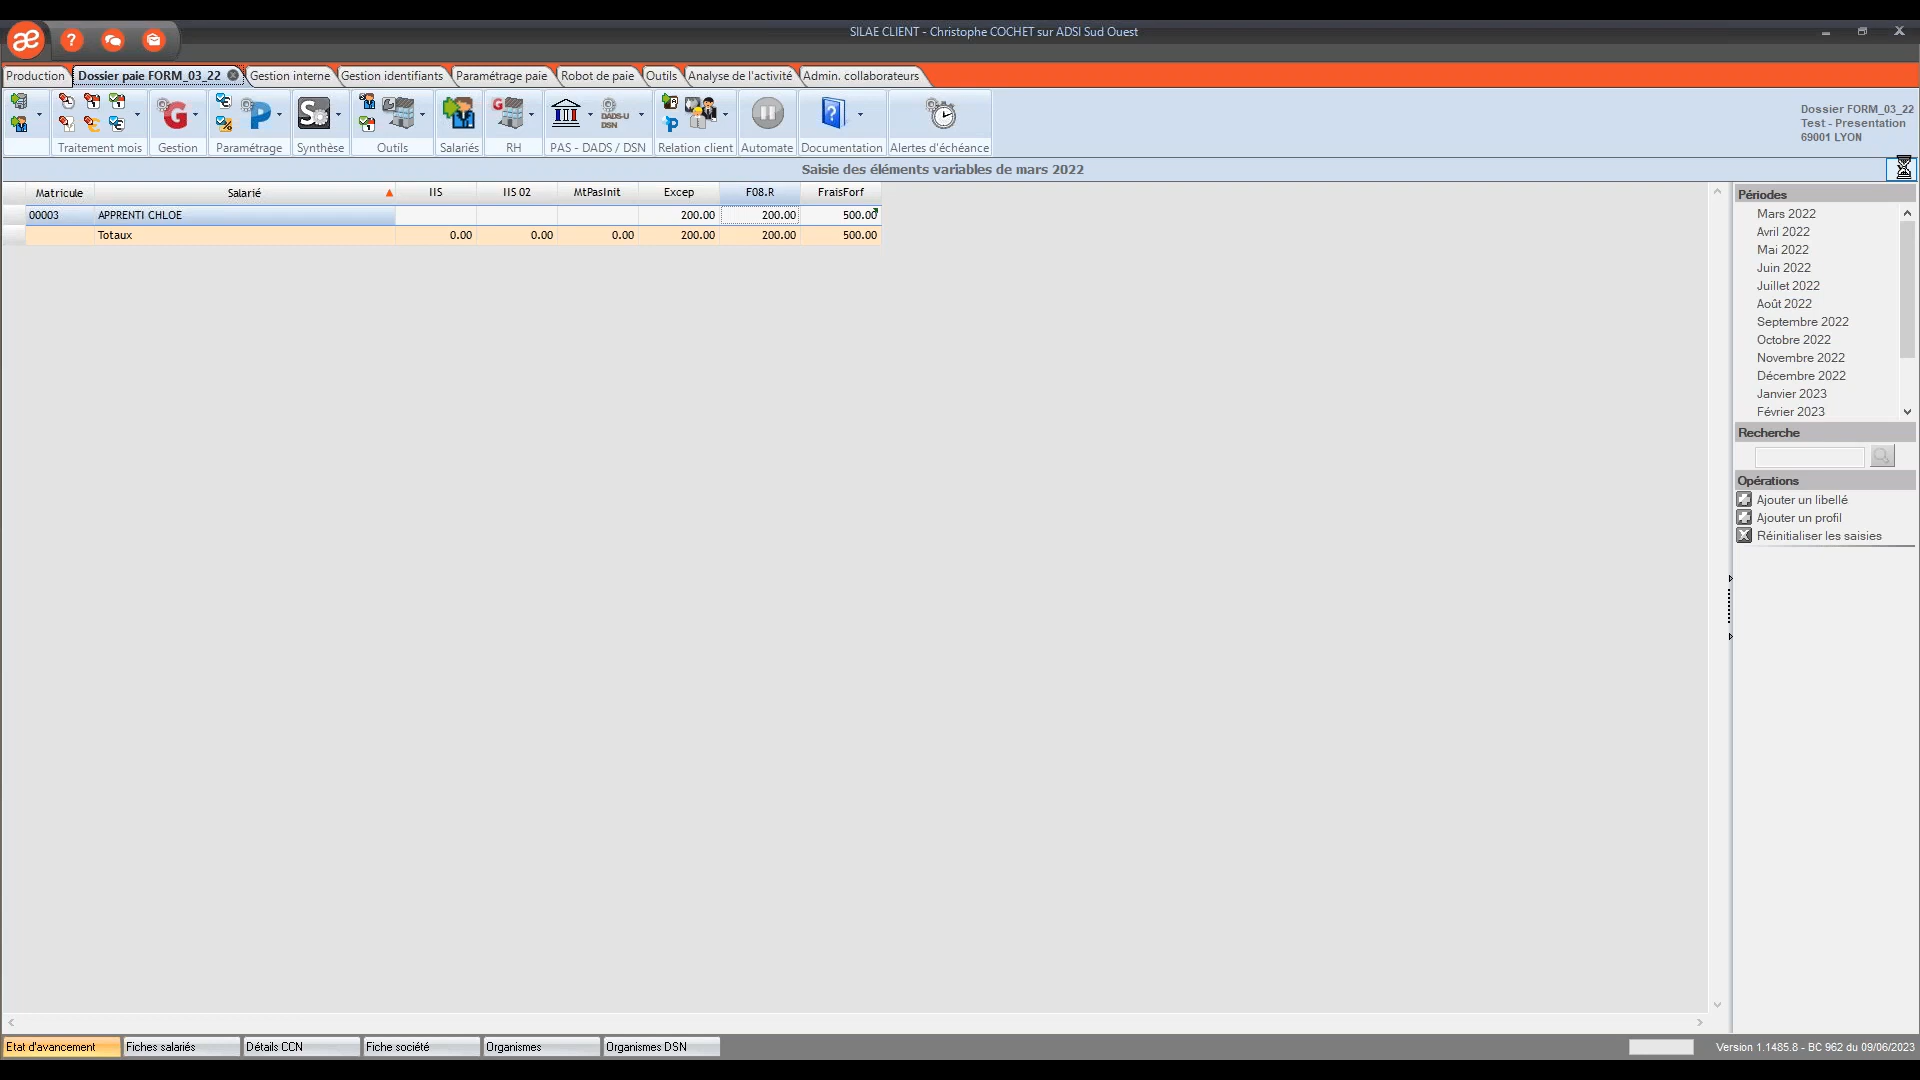 SILAE CLIENT - Christophe COCHET sur ADSI Sud Ouest
Production Dossier paie FORM_03_22 Gestion interne Gestion identifiants Paramétrage paie Robot de paie Outils Analyse de l'activité Admin. collaborateurs
DADS-U
DSN
Traitement mois Gestion Paramétrage Synthèse Outils Salariés RH PAS - DADS / DSN Relation client Automate Documentation Alertes d'échéance
Dossier FORM_03_22
Test - Presentation
69001 LYON
Saisie des éléments variables de mars 2022
Matricule Salarié IIS IIS 02 MtPasInit Excep F08.R FraisForf
00003 APPRENTI CHLOE 200.00 200.00 500.00
Totaux 0.00 0.00 0.00 200.00 200.00 500.00
Périodes
Mars 2022
Avril 2022
Mai 2022
Juin 2022
Juillet 2022
Août 2022
Septembre 2022
Octobre 2022
Novembre 2022
Décembre 2022
Janvier 2023
Février 2023
Recherche
Opérations
Ajouter un libellé
Ajouter un profil
Réinitialiser les saisies
Etat d'avancement Fiches salariés Détails CCN Fiche société Organismes Organismes DSN
Version 1.1485.8 - BC 962 du 09/06/2023